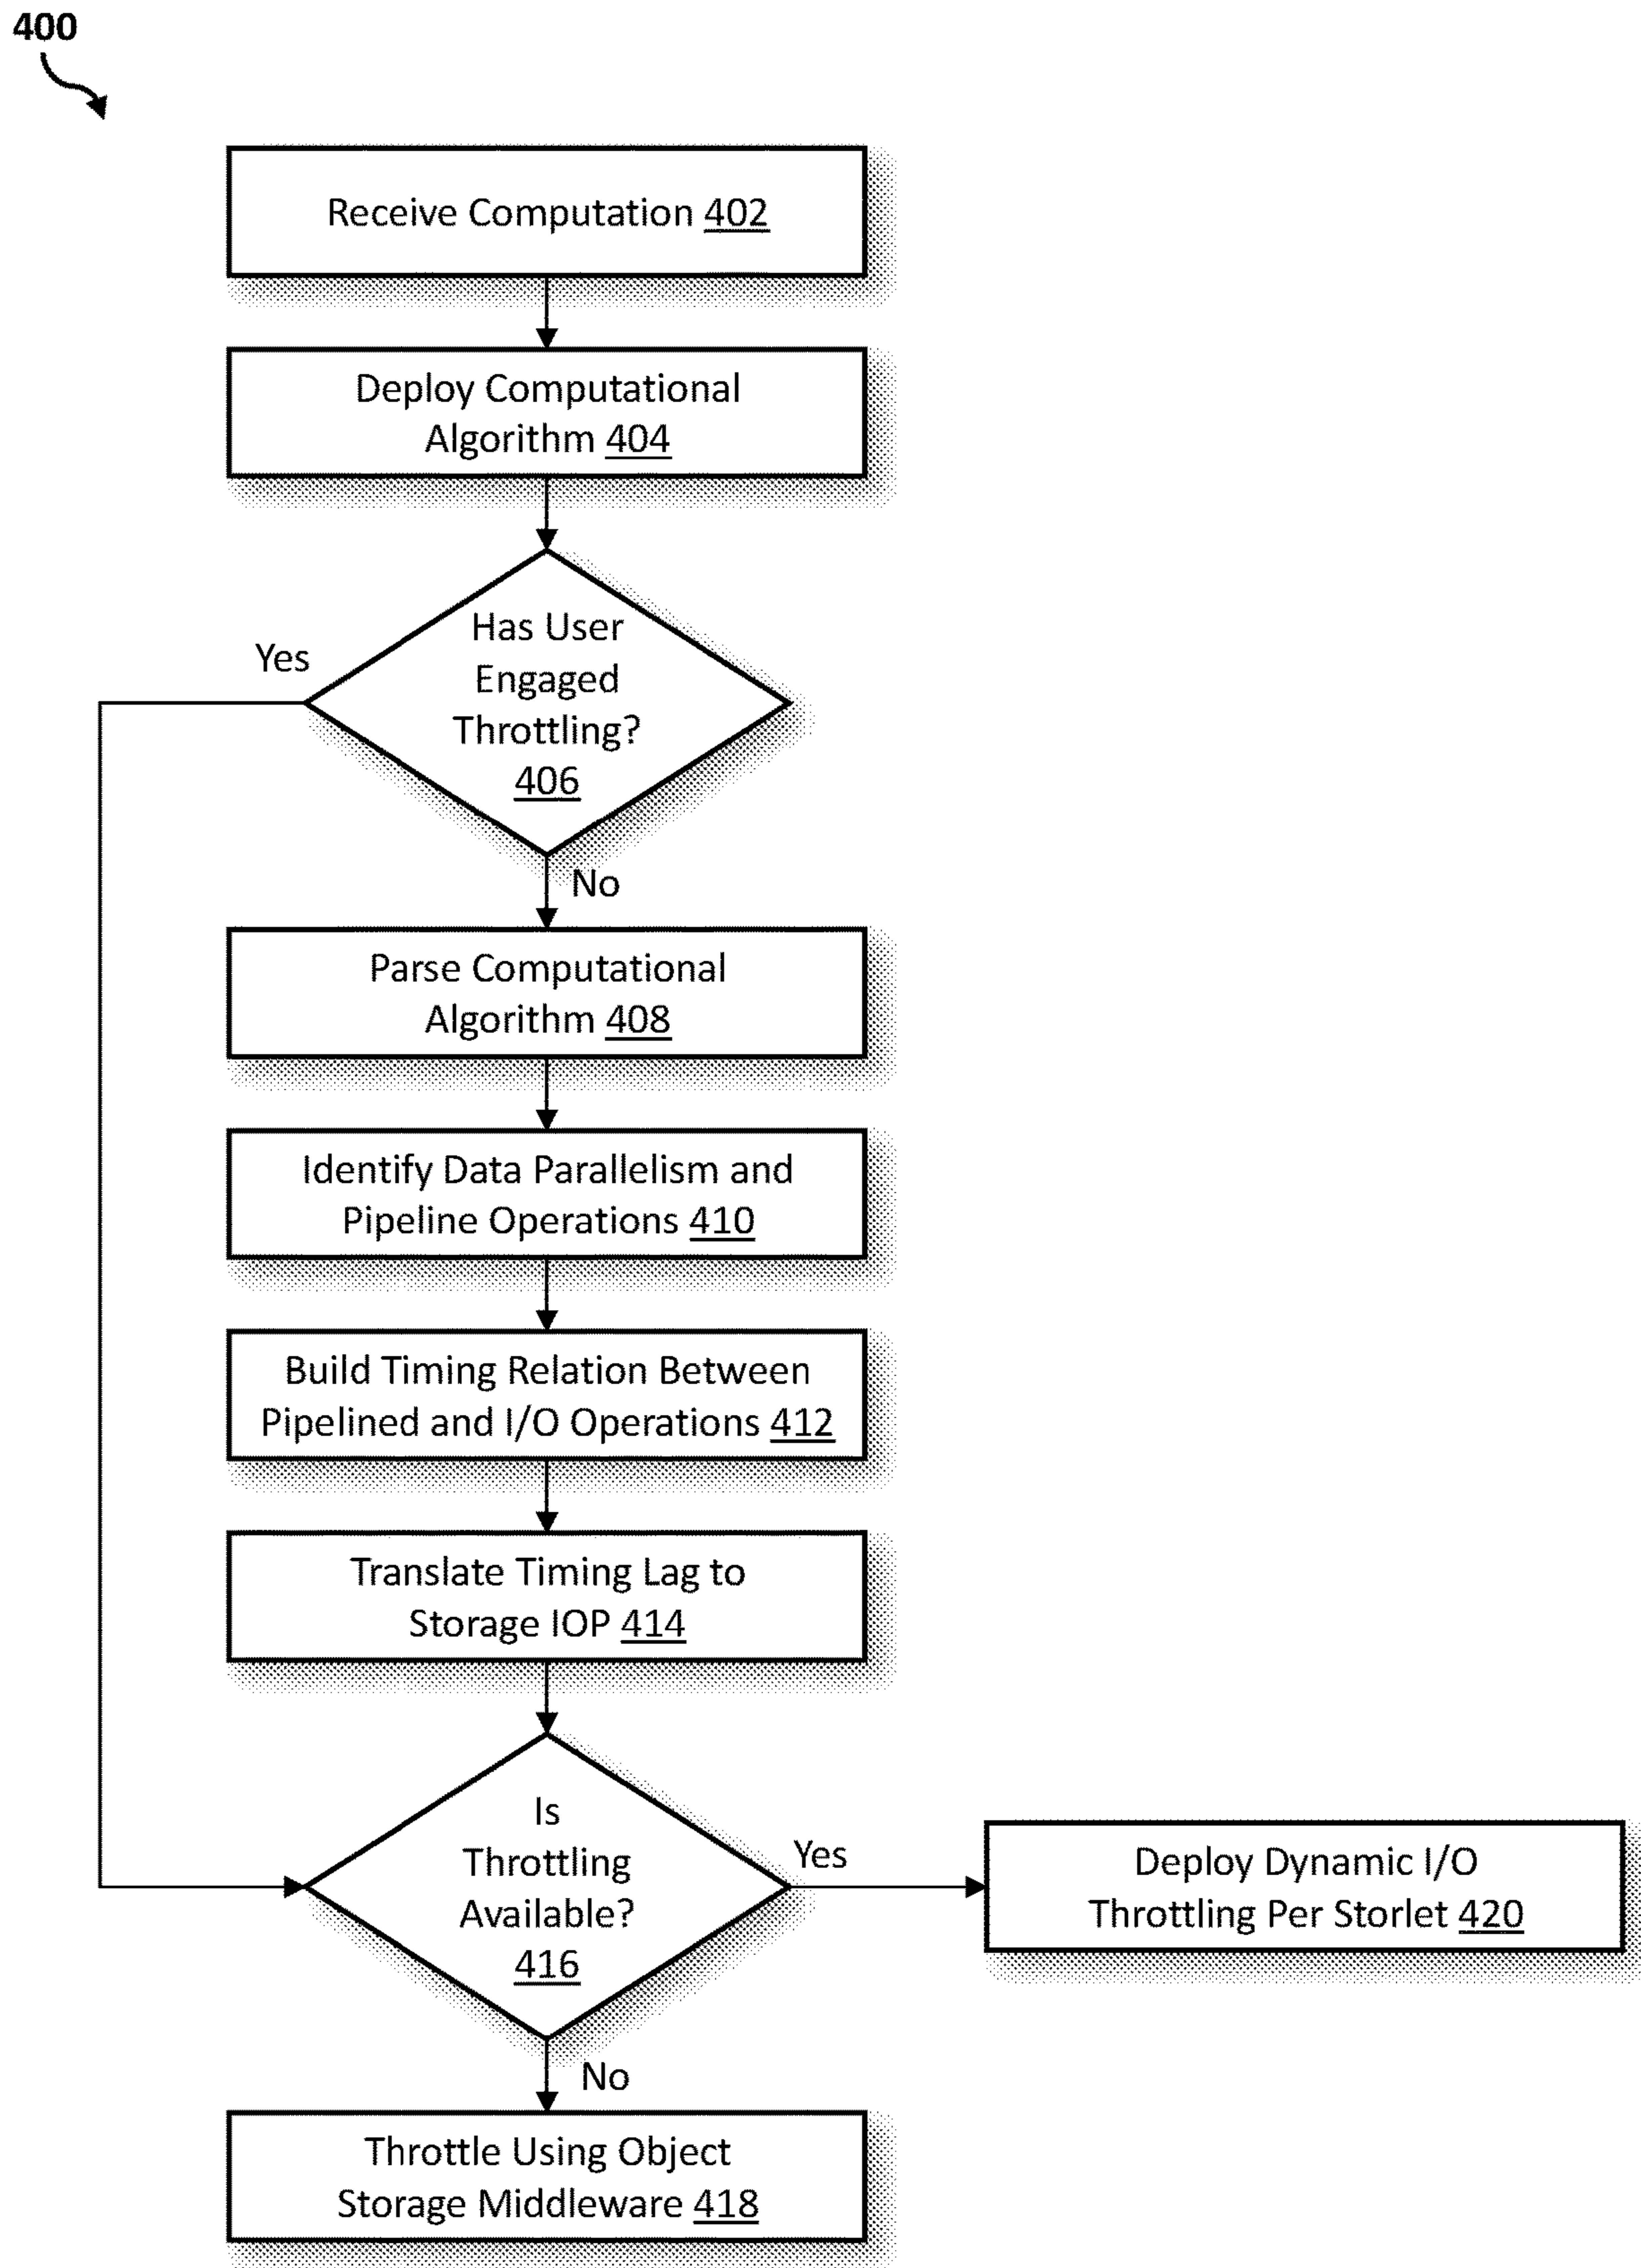 400
Receive Computation 402
Deploy Computational
Algorithm 404
Has User
Engaged
Throttling?
406
Yes
No
Parse Computational
Algorithm 408
Identify Data Parallelism and
Pipeline Operations 410
Build Timing Relation Between
Pipelined and I/O Operations 412
Translate Timing Lag to
Storage IOP 414
Is
Throttling
Available?
416
Yes
Deploy Dynamic I/O
Throttling Per Storlet 420
No
Throttle Using Object
Storage Middleware 418